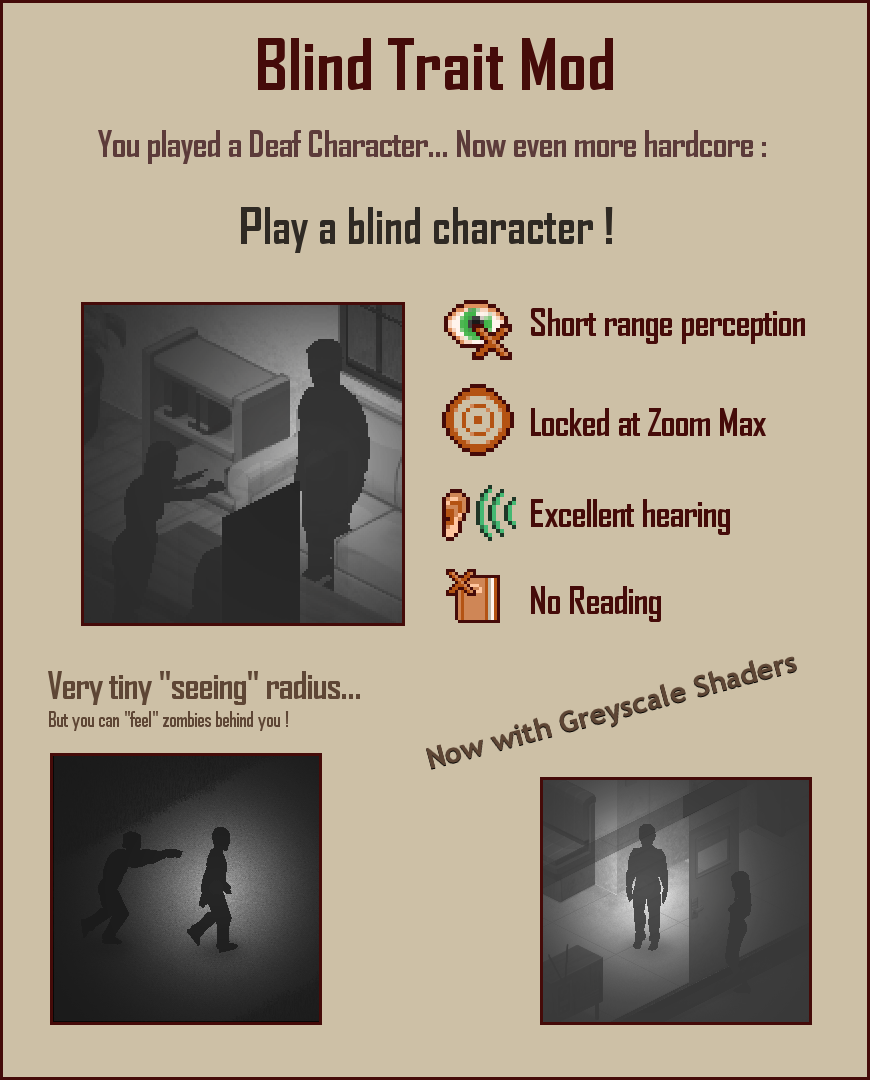 Blind Trait Mod
You played a Deaf Character... Now even more hardcore :
Play a blind character !
Short range perception
Locked at Zoom Max
Excellent hearing
No Reading
Very tiny "seeing" radius...
But you can "feel" zombies behind you !
Now with Greyscale Shaders